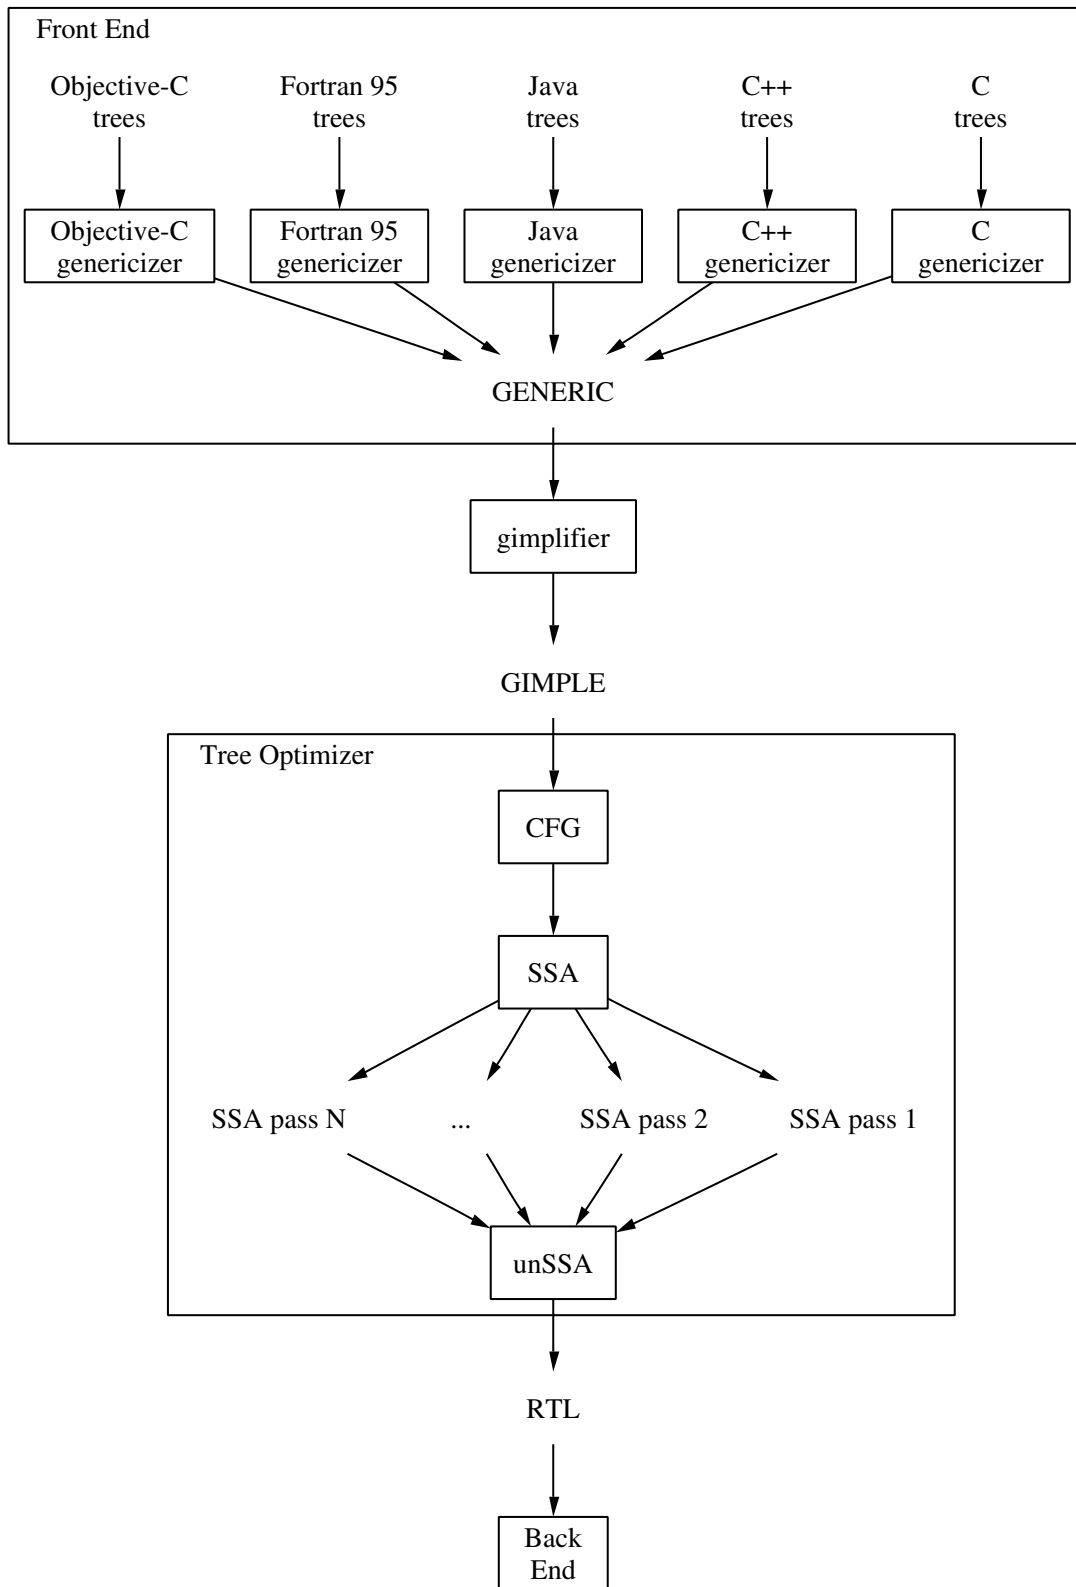 Front End
Objective-C
trees
Fortran 95
trees
Java
trees
C++
trees
C
trees
Objective-C
genericizer
Fortran 95
genericizer
Java
genericizer
C++
genericizer
C
genericizer
GENERIC
gimplifier
GIMPLE
Tree Optimizer
CFG
SSA
SSA pass N
...
SSA pass 2
SSA pass 1
unSSA
RTL
Back
End